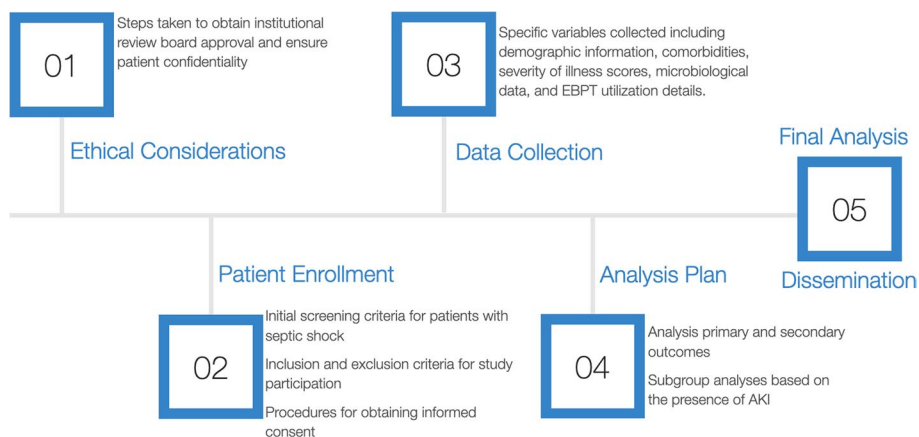 01
Steps taken to obtain institutional
review board approval and ensure
patient confidentiality
Ethical Considerations
02
Patient Enrollment
Initial screening criteria for patients with
septic shock
Inclusion and exclusion criteria for study
participation
Procedures for obtaining informed
consent
03
Specific variables collected including
demographic information, comorbidities,
severity of illness scores, microbiological
data, and EBPT utilization details.
Data Collection
04
Analysis Plan
Analysis primary and secondary
outcomes
Subgroup analyses based on
the presence of AKI
Final Analysis
05
Dissemination